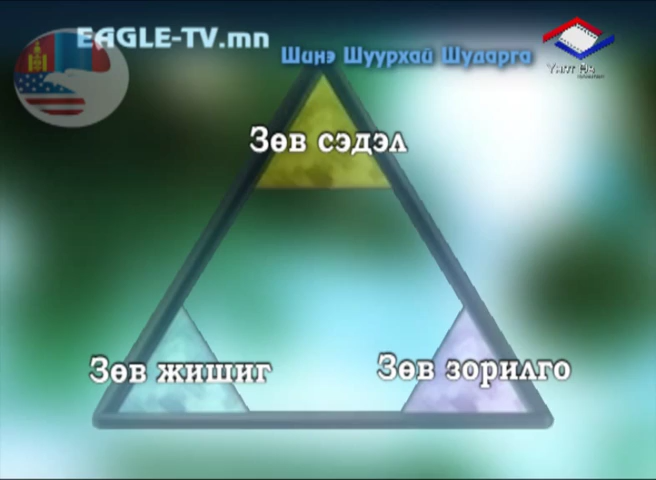 EAGLE-TV.mn
Шинэ Шуурхай Шударга
Зөв сэдэл
Зөв жишиг
Зөв зорилго